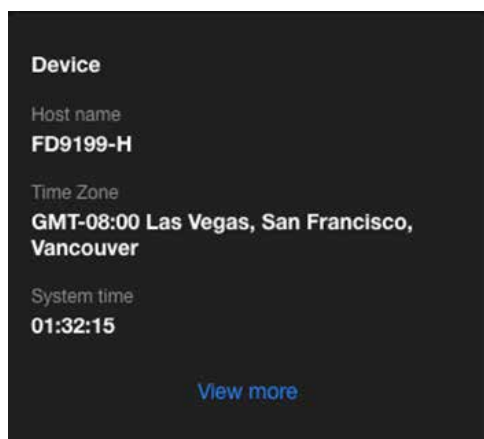 Device
Host name
FD9199-H
Time Zone
GMT-08:00 Las Vegas, San Francisco,
Vancouver
System time
01:32:15
View more